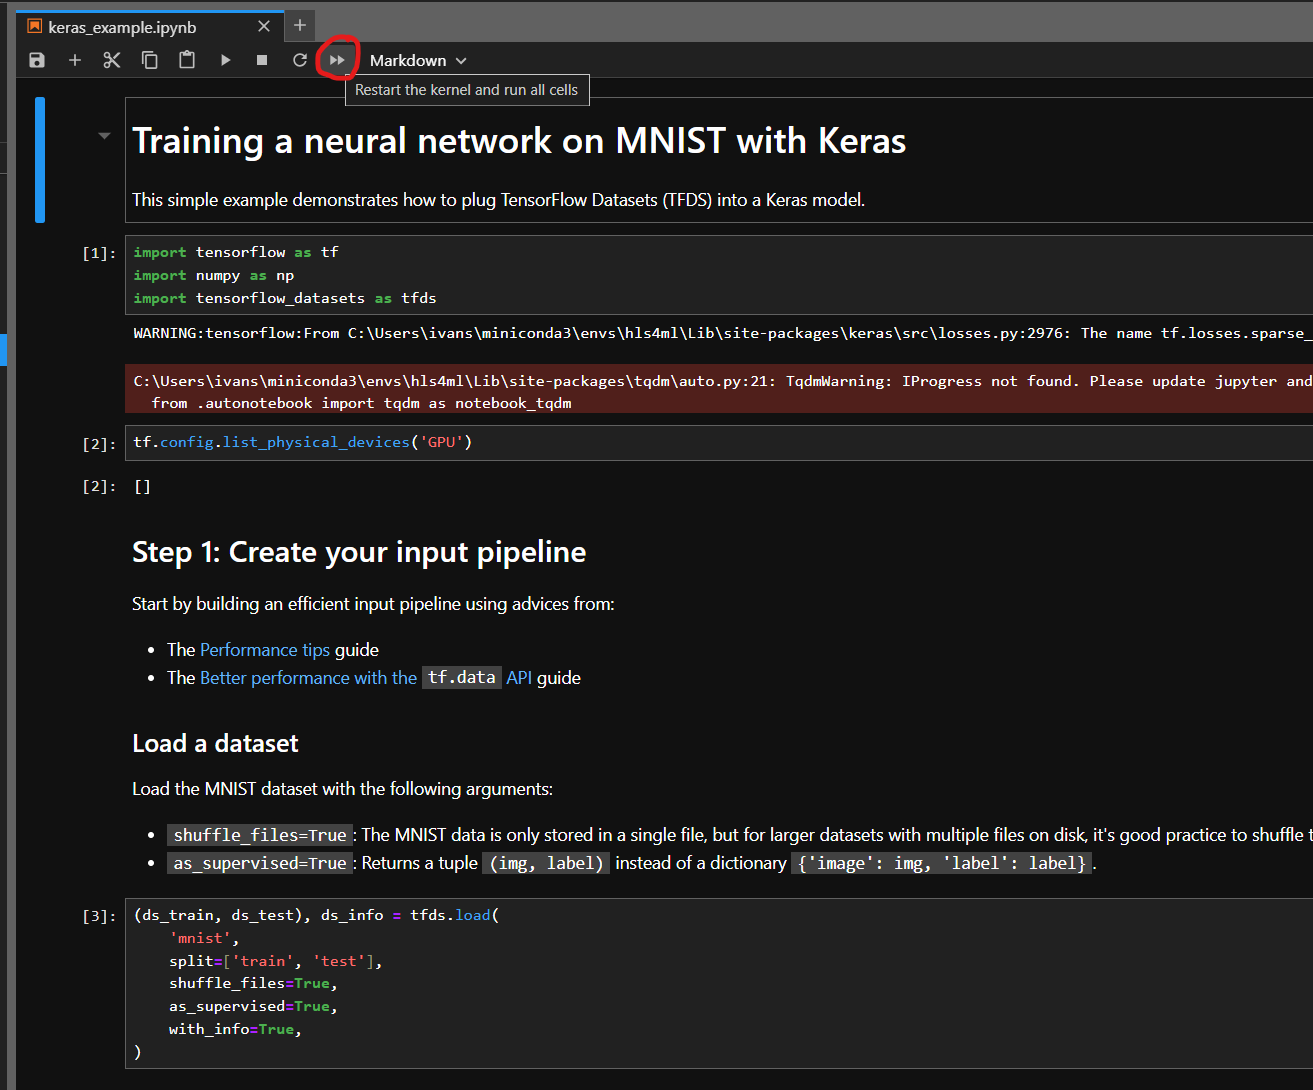 keras_example.ipynb
Markdown
Restart the kernel and run all cells
Training a neural network on MNIST with Keras
This simple example demonstrates how to plug TensorFlow Datasets (TFDS) into a Keras model.
[1]:
import tensorflow as tf
import numpy as np
import tensorflow_datasets as tfds
WARNING:tensorflow:From C:\Users\ivans\miniconda3\envs\hls4ml\Lib\site-packages\keras\src\losses.py:2976: The name tf.losses.sparse_
C:\Users\ivans\miniconda3\envs\hls4ml\Lib\site-packages\tqdm\auto.py:21: TqdmWarning: IProgress not found. Please update jupyter and
from .autonotebook import tqdm as notebook_tqdm
[2]:
tf.config.list_physical_devices('GPU')
[2]:
[]
Step 1: Create your input pipeline
Start by building an efficient input pipeline using advices from:
• The Performance tips guide
• The Better performance with the tf.data API guide
Load a dataset
Load the MNIST dataset with the following arguments:
• shuffle_files=True: The MNIST data is only stored in a single file, but for larger datasets with multiple files on disk, it's good practice to shuffle t
• as_supervised=True: Returns a tuple (img, label) instead of a dictionary {'image': img, 'label': label}.
[3]:
(ds_train, ds_test), ds_info = tfds.load(
'mnist',
split=['train', 'test'],
shuffle_files=True,
as_supervised=True,
with_info=True,
)